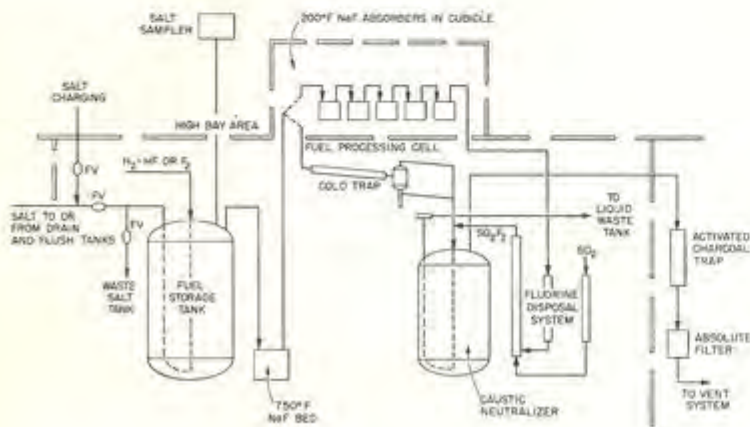 SALT
SAMPLER
200°F NaF ABSORBERS IN CUBICLE
SALT
CHARGING
HIGH BAY AREA
FUEL PROCESSING CELL
FV
H2-HF OR F2
COLD TRAP
FV
SALT TO OR
FROM DRAIN
AND FLUSH TANKS
FV
WASTE
SALT
TANK
FUEL
STORAGE
TANK
750°F
NaF BED
TO
LIQUID
WASTE
TANK
SO2F2
SO2
FLUORINE
DISPOSAL
SYSTEM
CAUSTIC
NEUTRALIZER
ACTIVATED
CHARCOAL
TRAP
ABSOLUTE
FILTER
TO VENT
SYSTEM